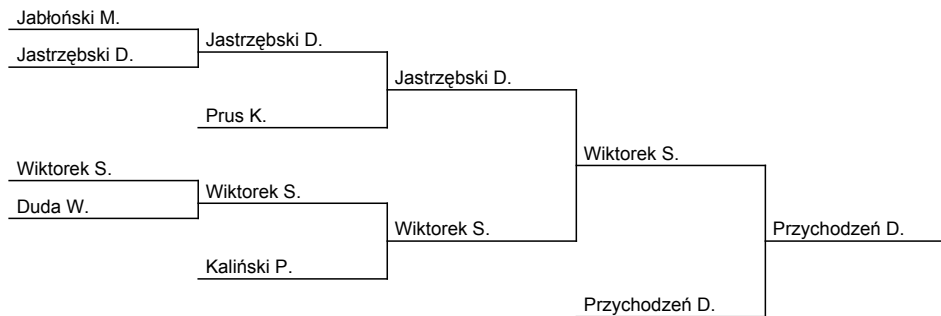 Jabłoński M.
Jastrzębski D.
Jastrzębski D.
Jastrzębski D.
Prus K.
Wiktorek S.
Wiktorek S.
Wiktorek S.
Duda W.
Wiktorek S.
Przychodzeń D.
Kaliński P.
Przychodzeń D.